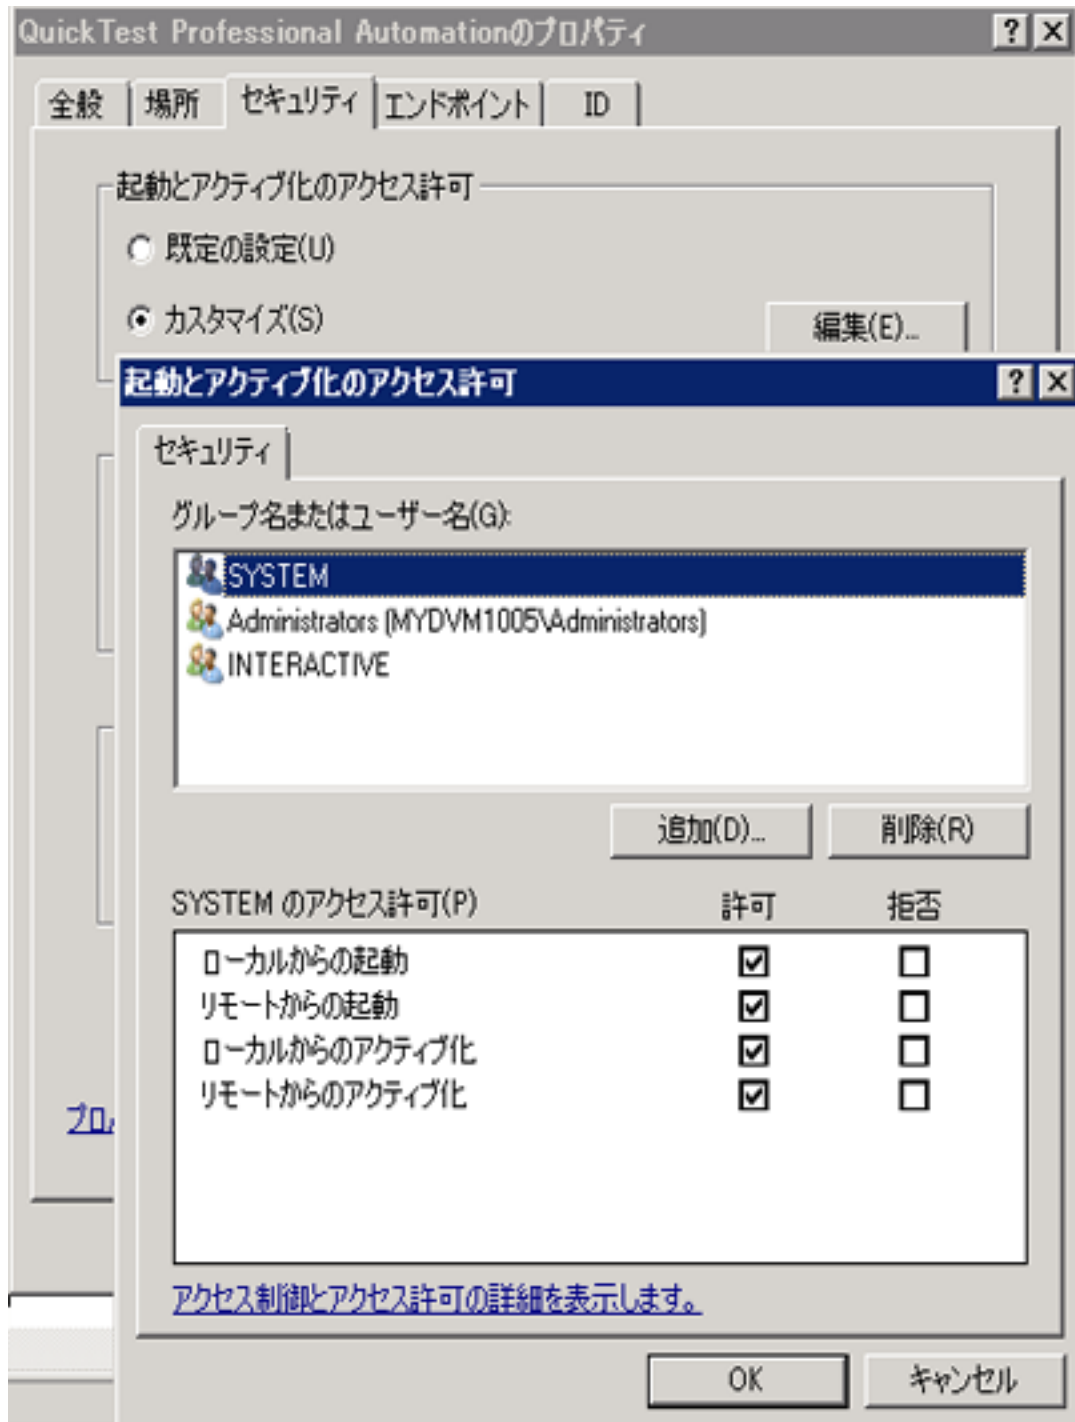 QuickTest Professional Automationのプロパティ
全般 場所 セキュリティ エンドポイント ID
起動とアクティブ化のアクセス許可
既定の設定(U)
カスタマイズ(S)
編集(E)...
起動とアクティブ化のアクセス許可
セキュリティ
グループ名またはユーザー名(G):
SYSTEM
Administrators (MYDVM1005\Administrators)
INTERACTIVE
追加(D)... 削除(R)
SYSTEM のアクセス許可(P) 許可 拒否
ローカルからの起動
リモートからの起動
ローカルからのアクティブ化
リモートからのアクティブ化
プロ
アクセス制御とアクセス許可の詳細を表示します。
OK キャンセル